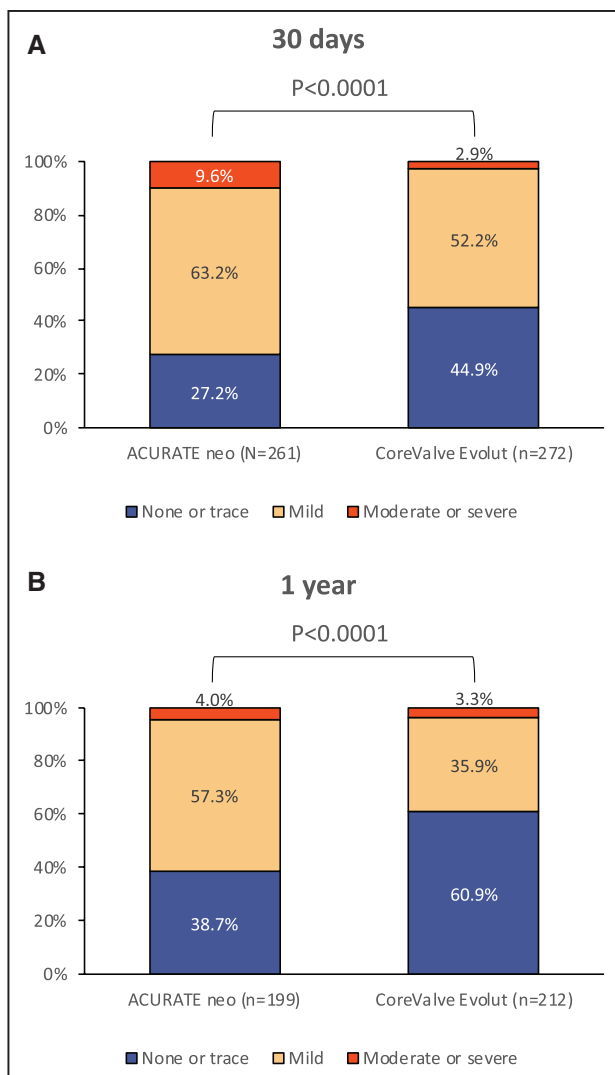 A
30 days
P<0.0001
100%
80%
60%
40%
20%
0%
9.6%
63.2%
27.2%
2.9%
52.2%
44.9%
ACURATE neo (N=261)
CoreValve Evolut (n=272)
None or trace
Mild
Moderate or severe
B
1 year
P<0.0001
100%
80%
60%
40%
20%
0%
4.0%
57.3%
38.7%
3.3%
35.9%
60.9%
ACURATE neo (n=199)
CoreValve Evolut (n=212)
None or trace
Mild
Moderate or severe